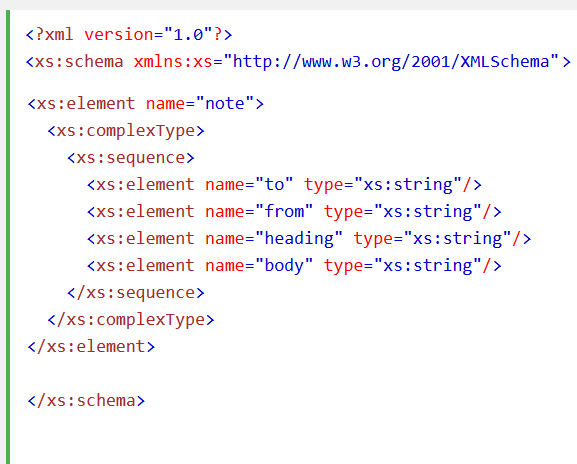 <?xml version="1.0"?>
<xs:schema xmlns:xs="http://www.w3.org/2001/XMLSchema">
<xs:element name="note">
<xs:complexType>
<xs:sequence>
<xs:element name="to" type="xs:string"/>
<xs:element name="from" type="xs:string"/>
<xs:element name="heading" type="xs:string"/>
<xs:element name="body" type="xs:string"/>
</xs:sequence>
</xs:complexType>
</xs:element>
</xs:schema>